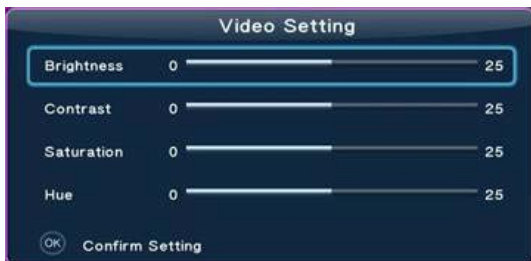 Video Setting
Brightness 0 25
Contrast 0 25
Saturation 0 25
Hue 0 25
OK Confirm Setting